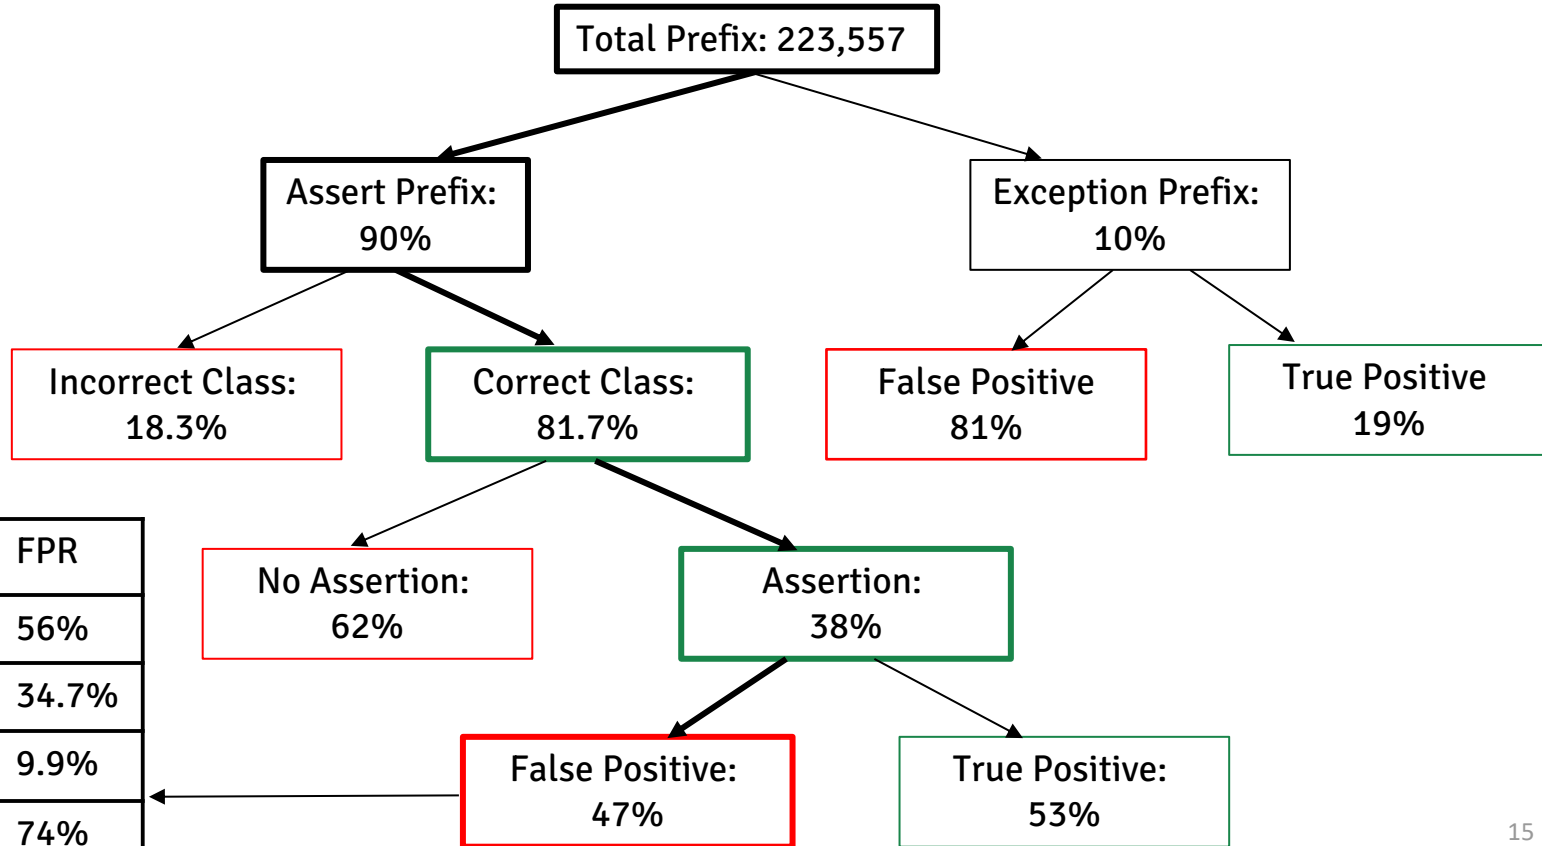 Total Prefix: 223,557
Assert Prefix:
90%
Exception Prefix:
10%
Incorrect Class:
18.3%
Correct Class:
81.7%
False Positive
81%
True Positive
19%
No Assertion:
62%
Assertion:
38%
FPR
56%
34.7%
9.9%
74%
False Positive:
47%
True Positive:
53%
15